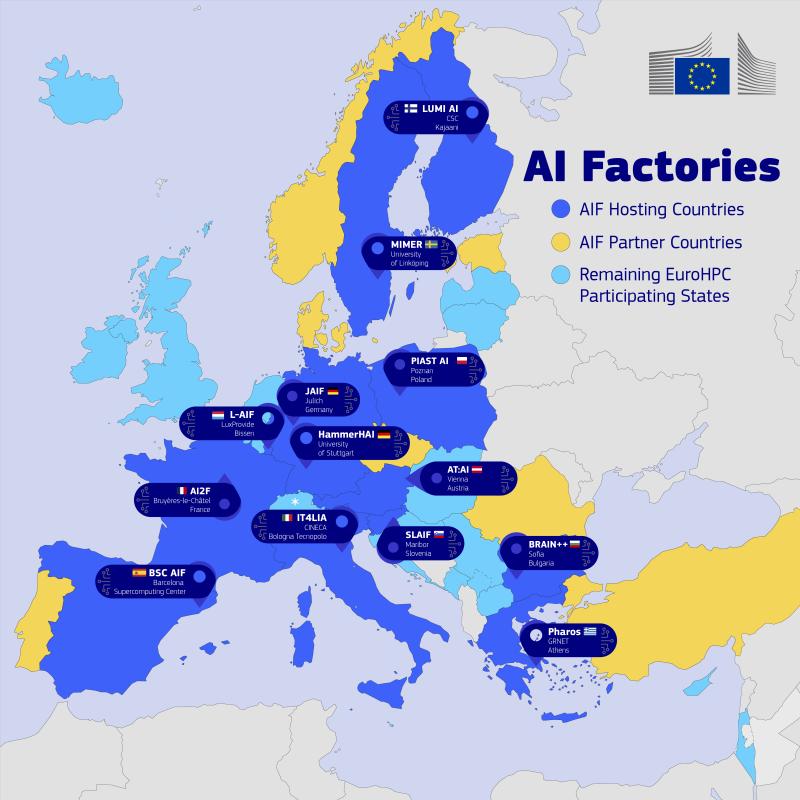 AI Factories
AIF Hosting Countries
AIF Partner Countries
Remaining EuroHPC
Participating States
LUMI AI
CSC
Kajaani
MIMER
University
of Linköping
PIAST AI
Poznan
Poland
JAIF
Julich
Germany
L-AIF
LuxProvide
Bissen
HammerHAI
University
of Stuttgart
AT:AI
Vienna
Austria
AI2F
Bruyères-le-Châtel
France
*
IT4LIA
CINECA
Bologna Tecnopolo
SLAIF
Maribor
Slovenia
BRAIN++
Sofia
Bulgaria
BSC AIF
Barcelona
Supercomputing Center
Pharos
GRNET
Athens